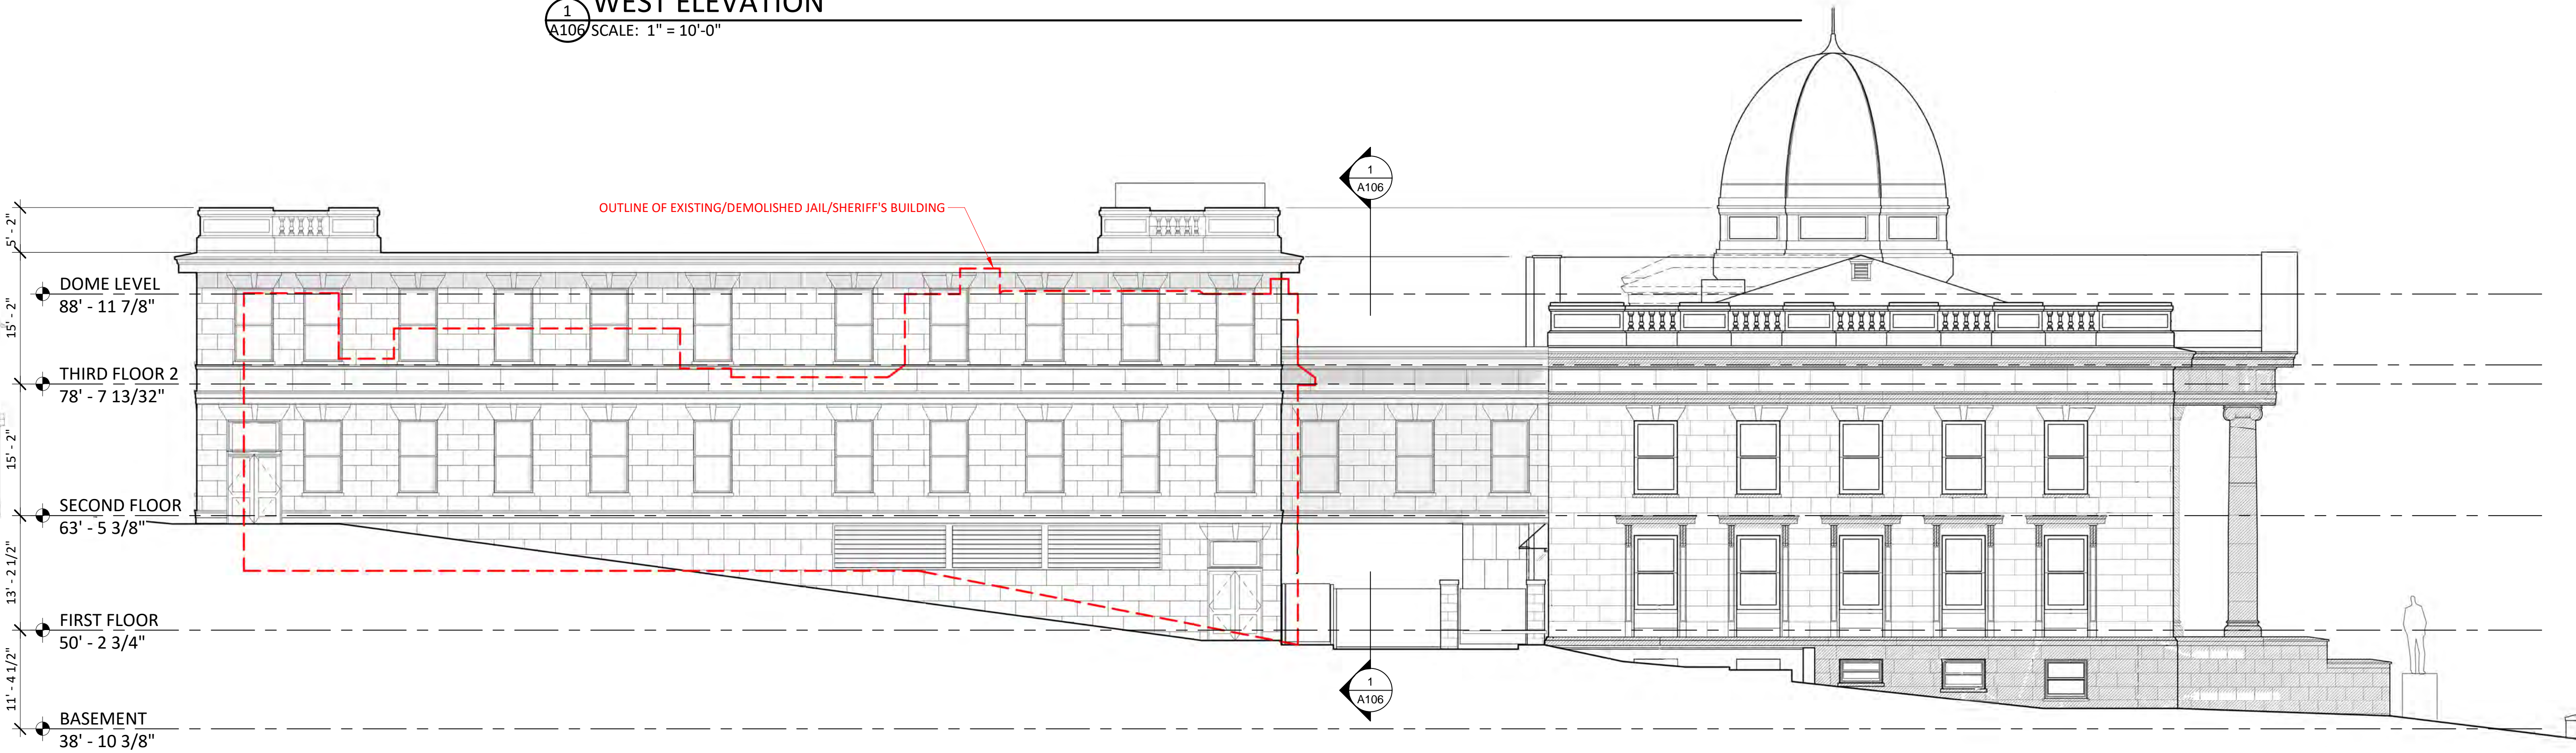 1
WEST ELEVATION
A106
SCALE: 1" = 10'-0"
1
A106
OUTLINE OF EXISTING/DEMOLISHED JAIL/SHERIFF'S BUILDING
5' - 2"
DOME LEVEL
88' - 11 7/8"
15' - 2"
THIRD FLOOR 2
78' - 7 13/32"
15' - 2"
SECOND FLOOR
63' - 5 3/8"
13' - 2 1/2"
FIRST FLOOR
50' - 2 3/4"
11' - 4 1/2"
1
A106
BASEMENT
38' - 10 3/8"